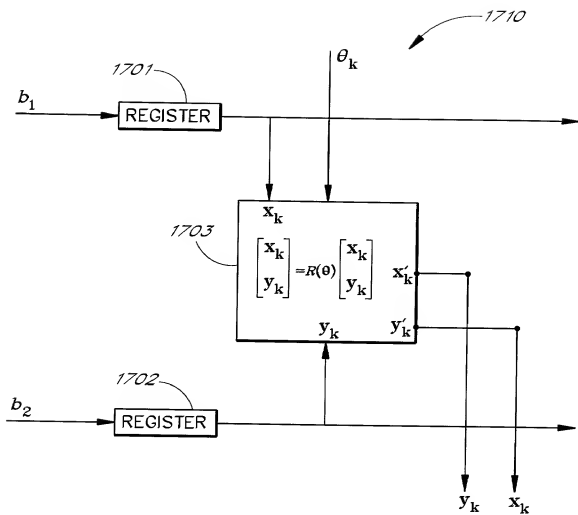 1710
1701
θk
b1
REGISTER
1703
xk
[xk yk] = R(θ) [xk yk]
x′k
yk
y′k
1702
b2
REGISTER
yk
xk